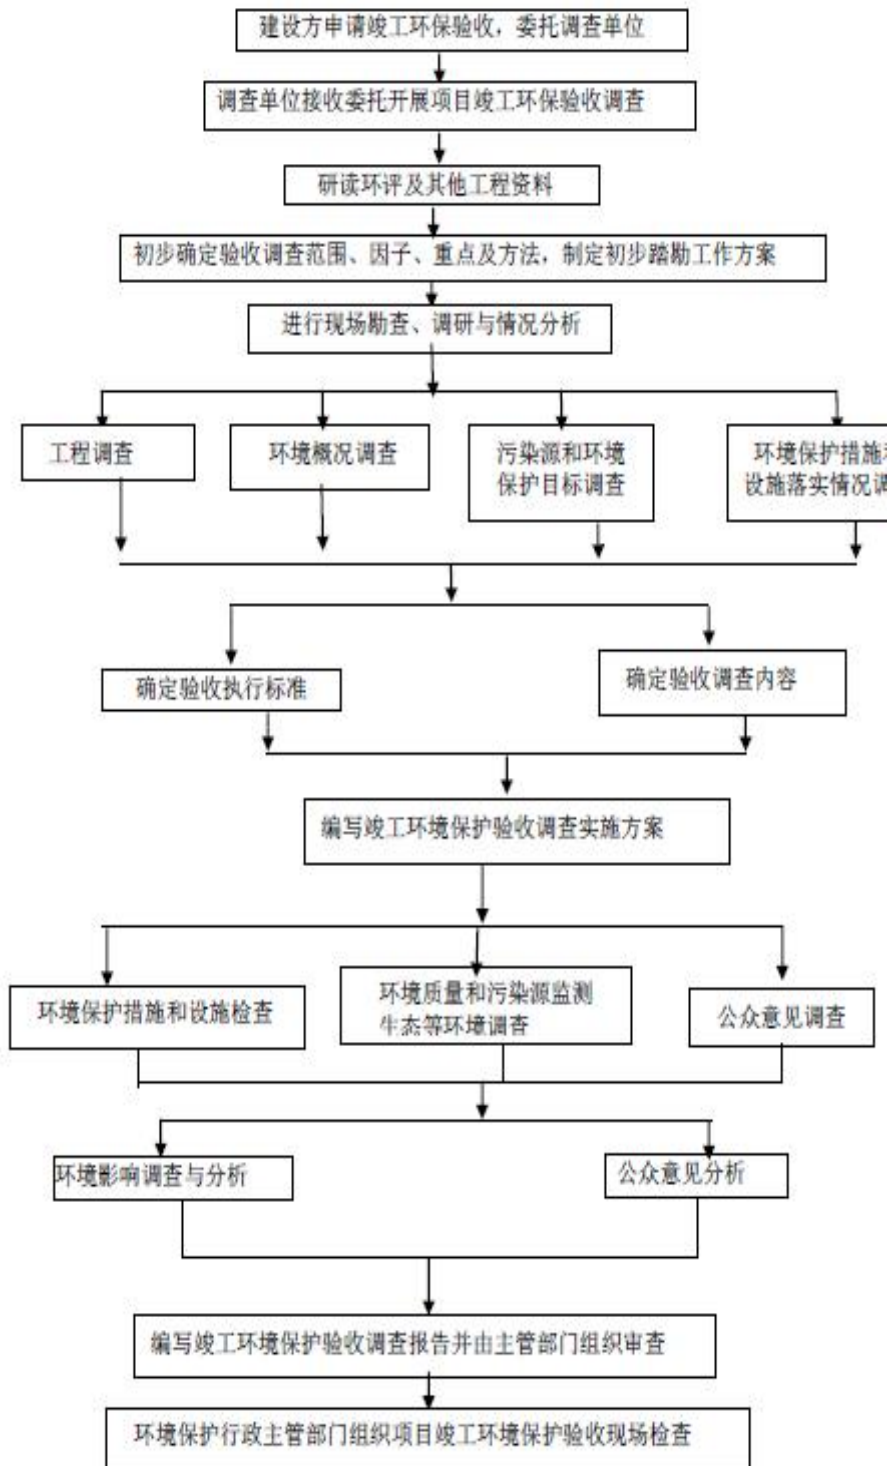 建设方申请竣工环保验收，委托调查单位
调查单位接收委托开展项目竣工环保验收调查
研读环评及其他工程资料
初步确定验收调查范围、因子、重点及方法，制定初步踏勘工作方案
进行现场勘查、调研与情况分析
工程调查
环境概况调查
污染源和环境
保护目标调查
环境保护措施和
设施落实情况调
确定验收执行标准
确定验收调查内容
编写竣工环境保护验收调查实施方案
环境保护措施和设施检查
环境质量和污染源监测
生态等环境调查
公众意见调查
环境影响调查与分析
公众意见分析
编写竣工环境保护验收调查报告并由主管部门组织审查
环境保护行政主管部门组织项目竣工环境保护验收现场检查